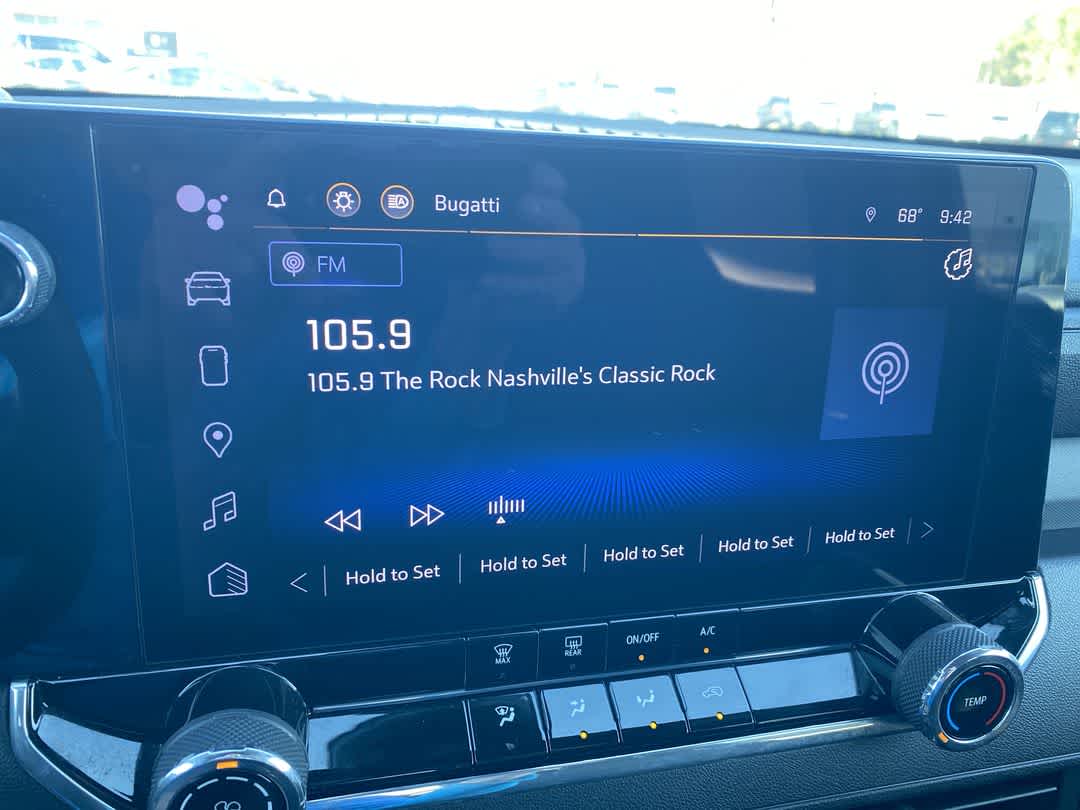 Bugatti
68° 9:42
FM
105.9
105.9 The Rock Nashville's Classic Rock
Hold to Set Hold to Set Hold to Set Hold to Set Hold to Set
MAX REAR ON/OFF A/C
TEMP